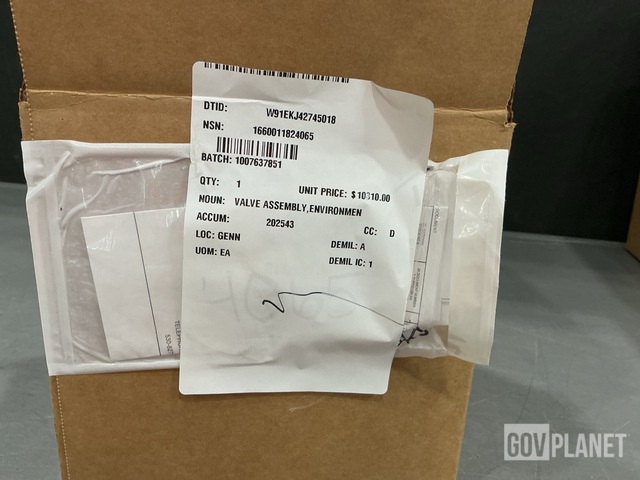 DTID: W91EKJ42745018
NSN: 1660011824065
BATCH: 1007637851
QTY: 1 UNIT PRICE: $10310.00
NOUN: VALVE ASSEMBLY,ENVIRONMEN
ACCUM: 202543 CC: D
LOC: GENN DEMIL: A
UOM: EA DEMIL IC: 1
GOVPLANET